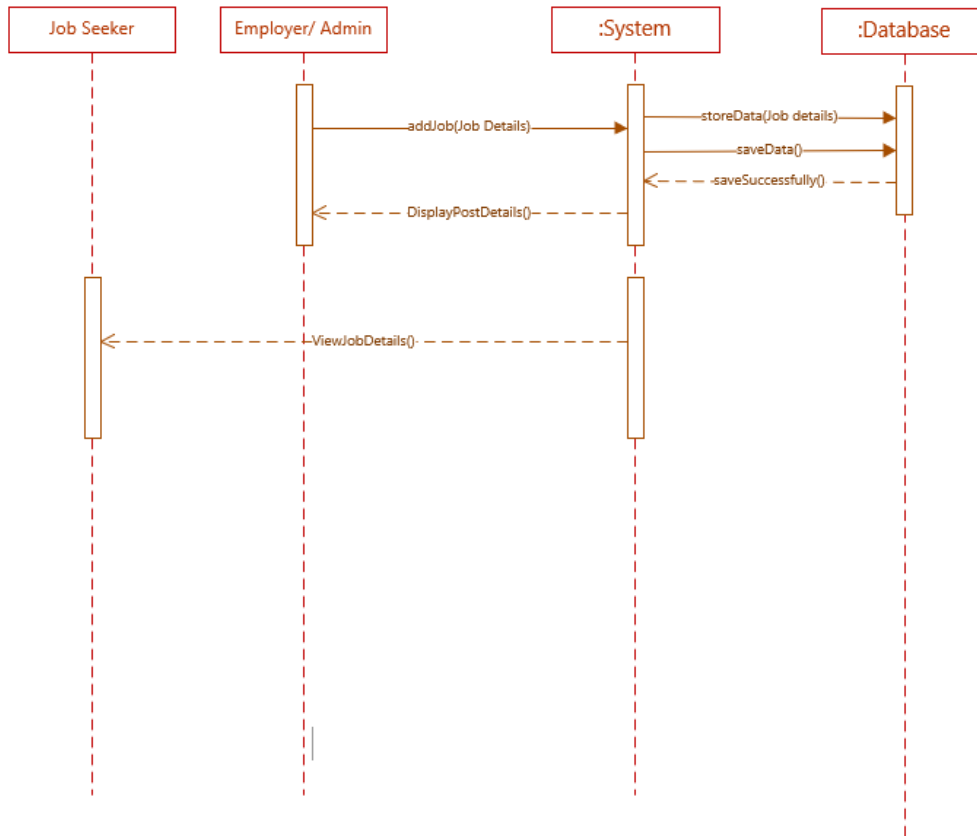 Job Seeker
Employer/ Admin
:System
:Database
addJob(Job Details)
storeData(Job details)
saveData()
saveSuccessfully()
DisplayPostDetails()
ViewJobDetails()